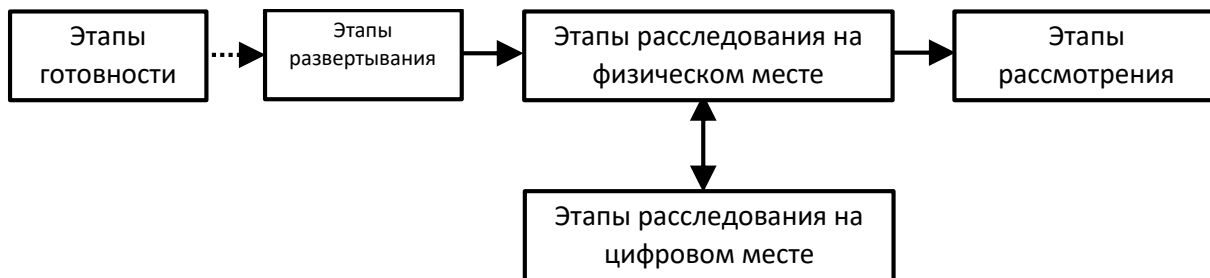 Этапы
готовности
Этапы
развертывания
Этапы расследования на
физическом месте
Этапы
рассмотрения
Этапы расследования на
цифровом месте